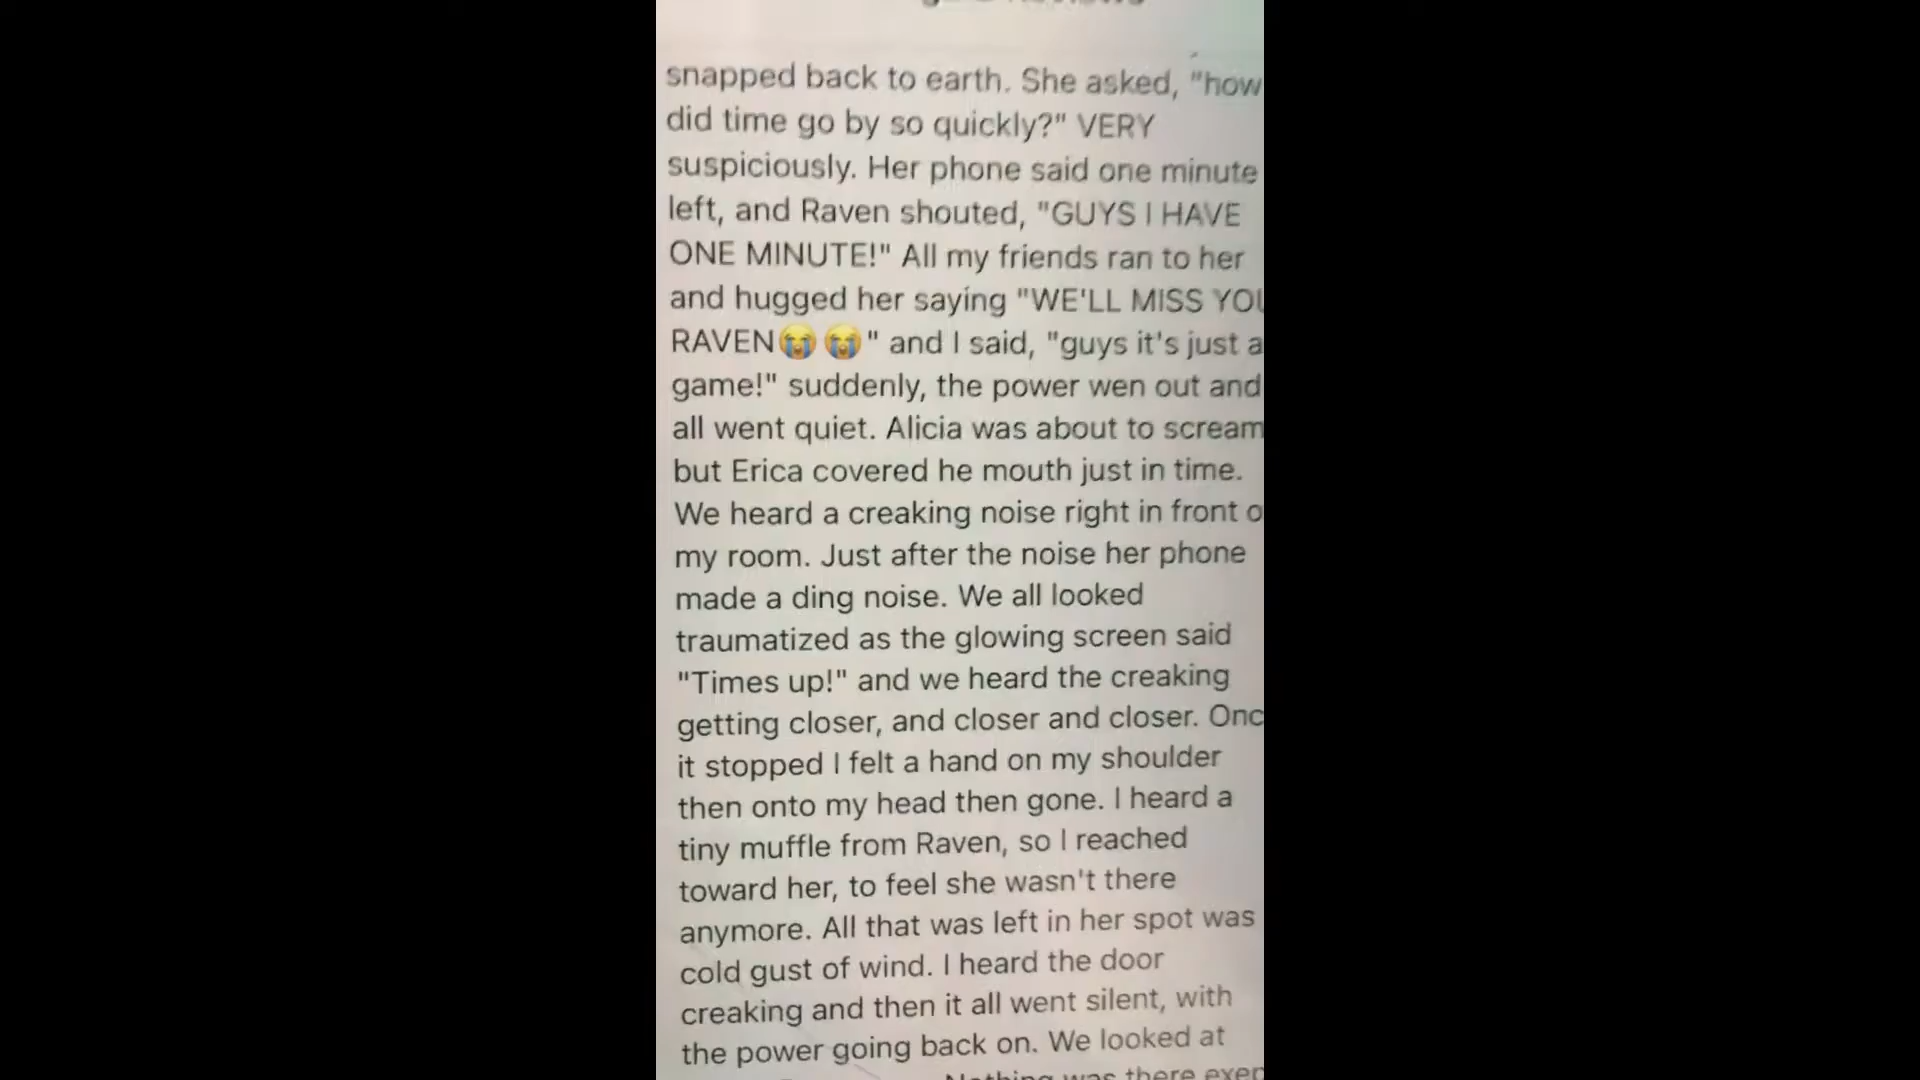 snapped back to earth. She asked, "how
did time go by so quickly?" VERY
suspiciously. Her phone said one minute
left, and Raven shouted, "GUYS I HAVE
ONE MINUTE!" All my friends ran to her
and hugged her saying "WE'LL MISS YOU
RAVEN😭😭" and I said, "guys it's just a
game!" suddenly, the power wen out and
all went quiet. Alicia was about to scream
but Erica covered he mouth just in time.
We heard a creaking noise right in front o
my room. Just after the noise her phone
made a ding noise. We all looked
traumatized as the glowing screen said
"Times up!" and we heard the creaking
getting closer, and closer and closer. Onc
it stopped I felt a hand on my shoulder
then onto my head then gone. I heard a
tiny muffle from Raven, so I reached
toward her, to feel she wasn't there
anymore. All that was left in her spot was
cold gust of wind. I heard the door
creaking and then it all went silent, with
the power going back on. We looked at
Nothing was there